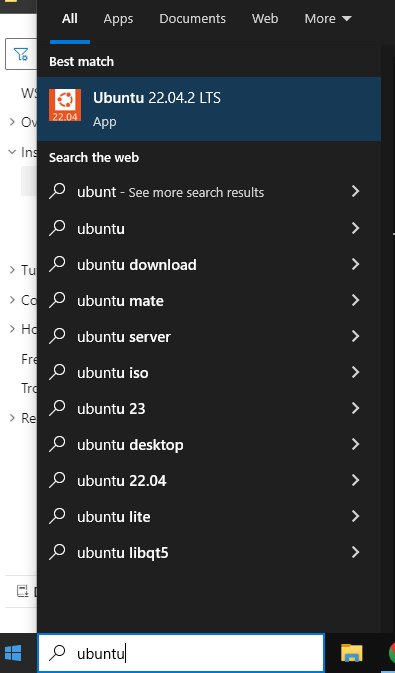 All Apps Documents Web More
Best match
Ubuntu 22.04.2 LTS
22.04
App
WS
Search the web
Ov
Ins
ubunt - See more search results
ubuntu
ubuntu download
Tu
ubuntu mate
Co
ubuntu server
Ho
ubuntu iso
Fre
Tro
ubuntu 23
Re
ubuntu desktop
ubuntu 22.04
ubuntu lite
ubuntu libqt5
ubuntu